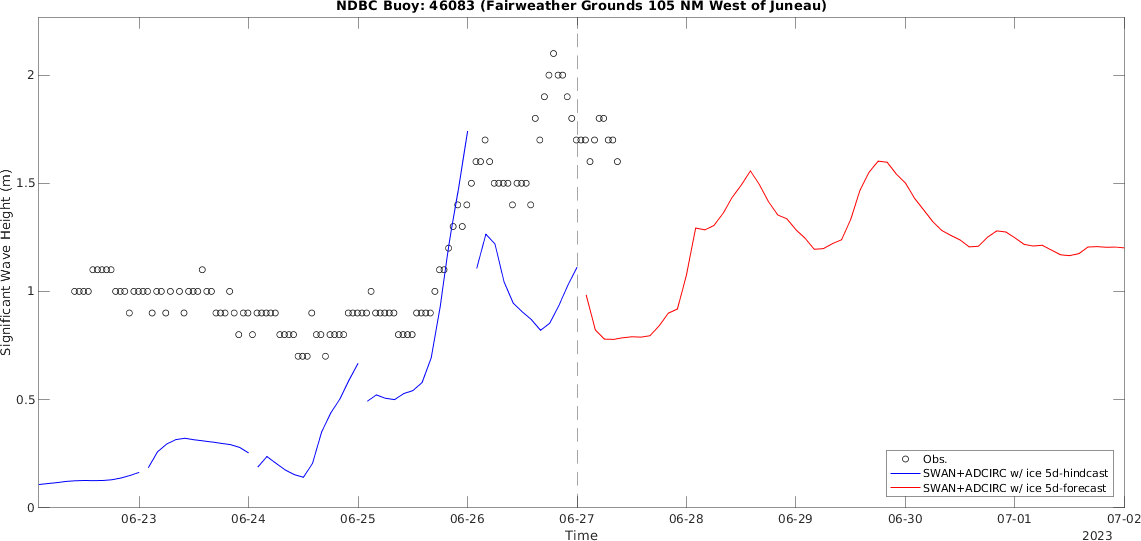 NDBC Buoy: 46083 (Fairweather Grounds 105 NM West of Juneau)
Significant Wave Height (m)
2
1.5
1
0.5
0
Obs.
SWAN+ADCIRC w/ ice 5d-hindcast
SWAN+ADCIRC w/ ice 5d-forecast
06-23 06-24 06-25 06-26 06-27 06-28 06-29 06-30 07-01 07-02
Time
2023